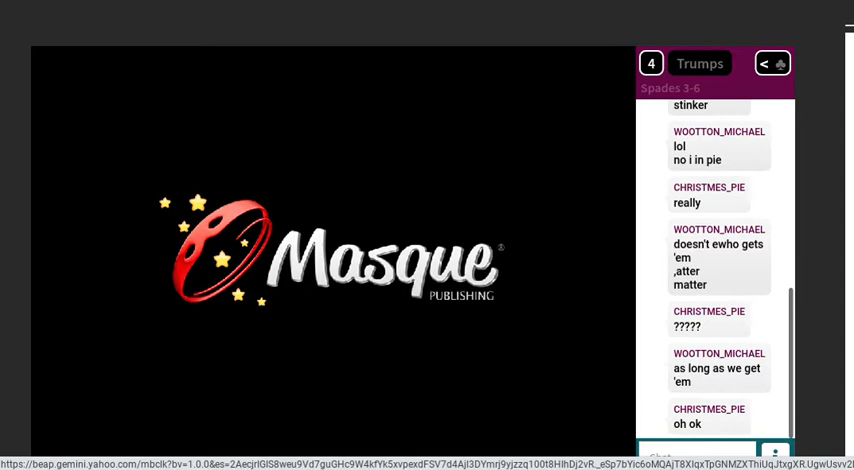 4 Trumps < ♣
Spades 3-6
stinker
WOOTTON_MICHAEL
lol
no i in pie
CHRISTMES_PIE
really
WOOTTON_MICHAEL
doesn't ewho gets
'em
,atter
matter
CHRISTMES_PIE
?????
WOOTTON_MICHAEL
as long as we get
'em
CHRISTMES_PIE
oh ok
Masque®
PUBLISHING